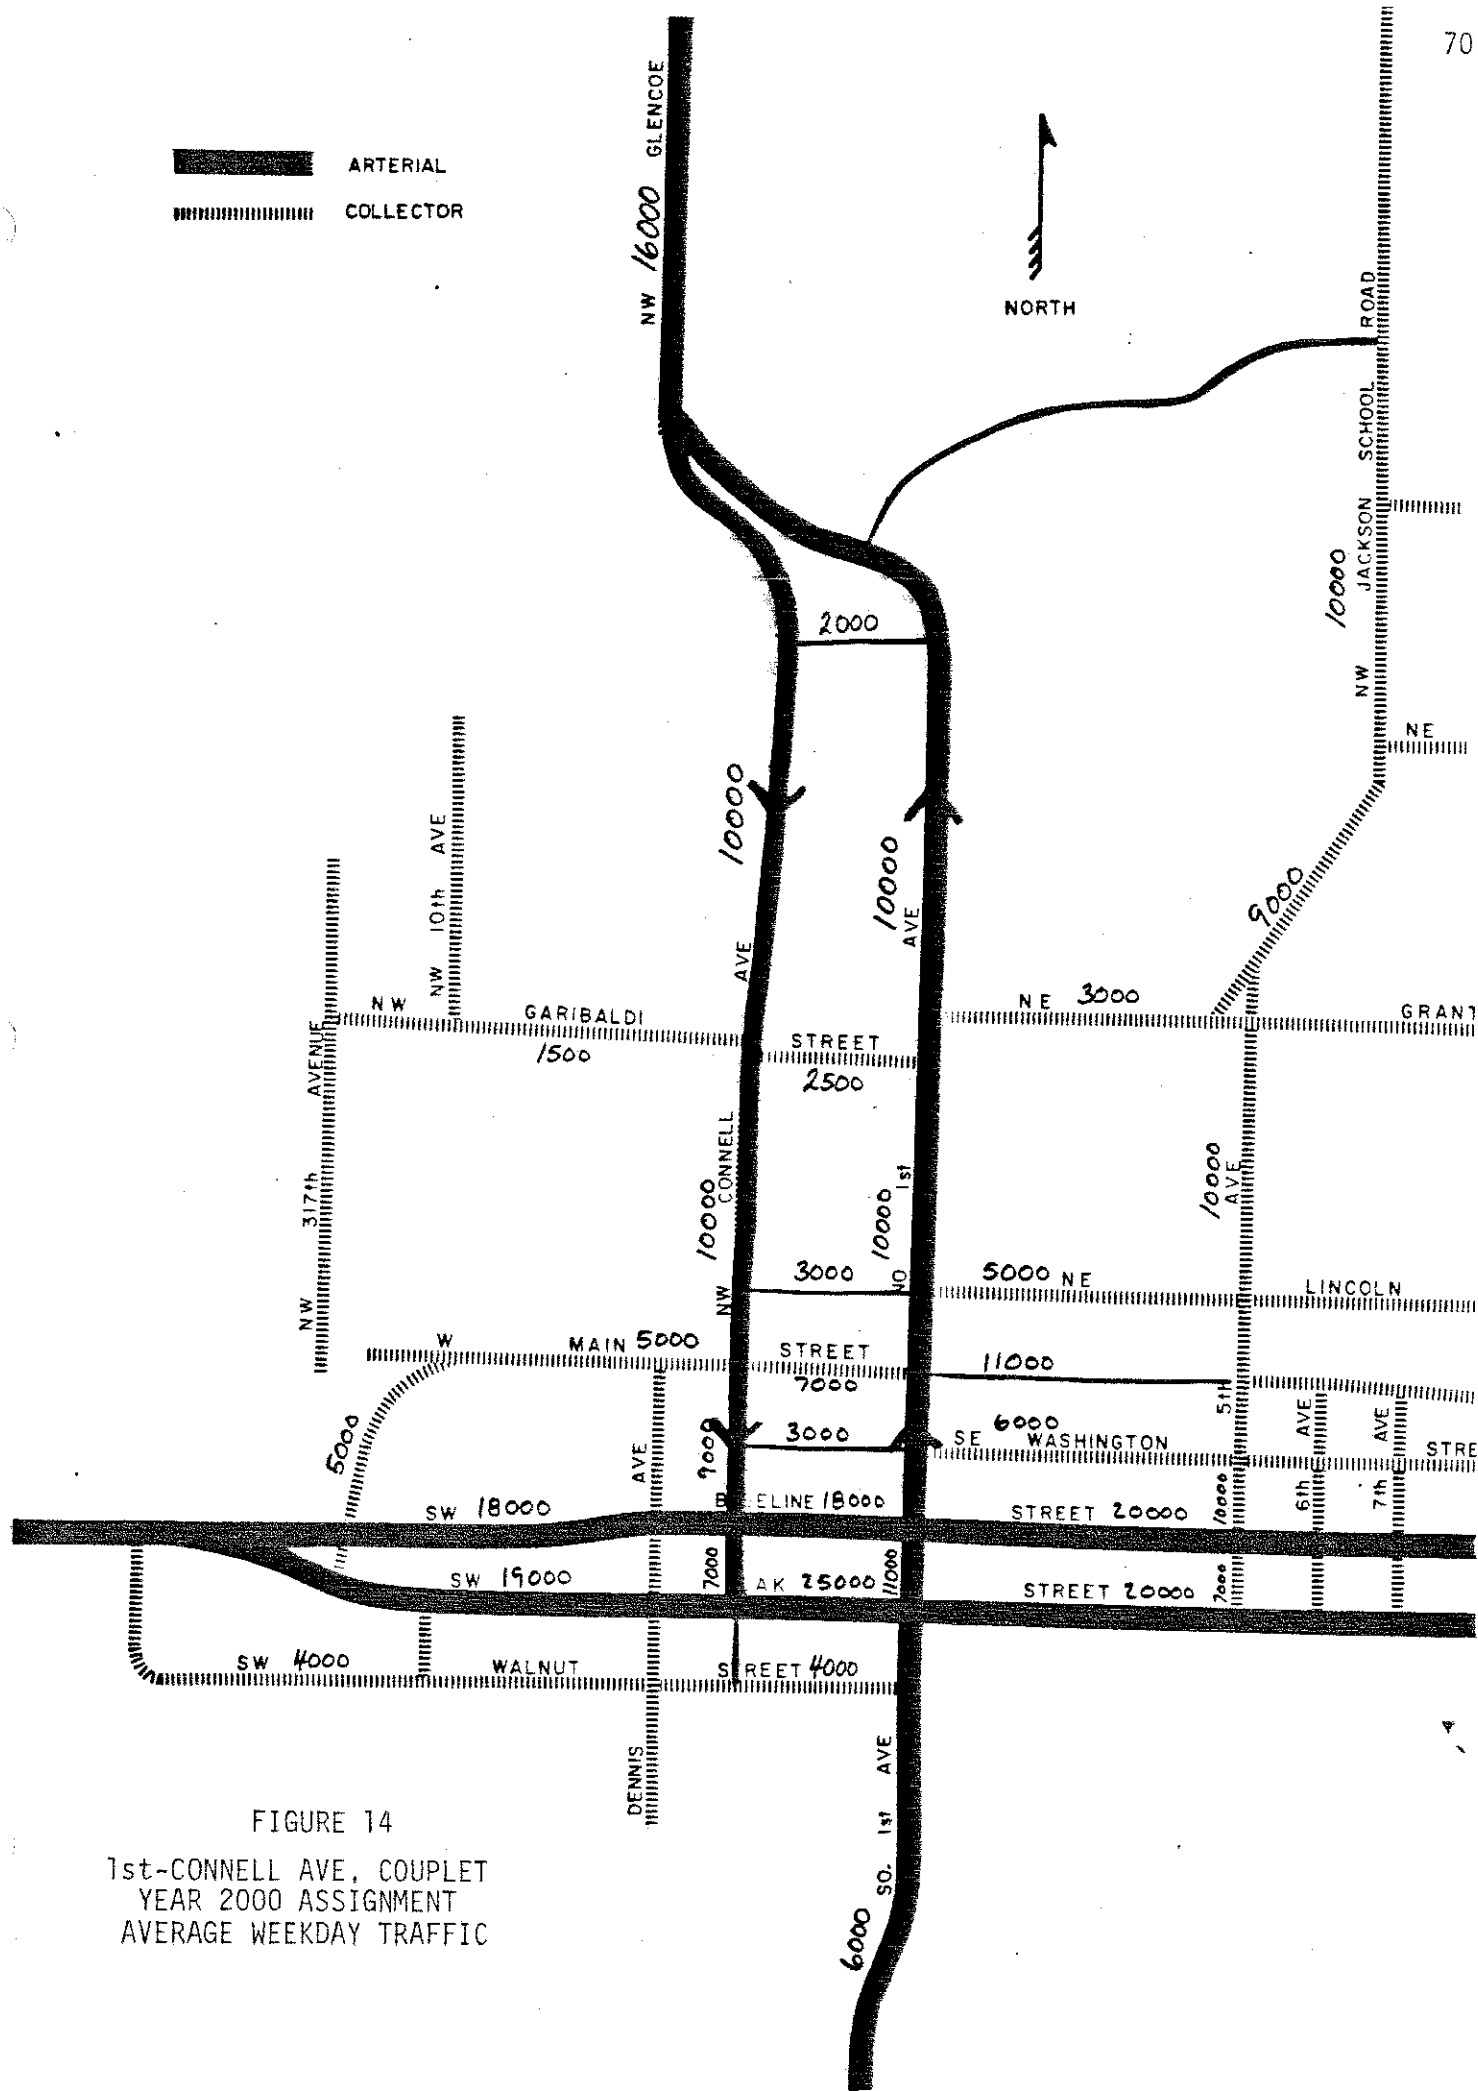 70
ARTERIAL
COLLECTOR
NW 16000 GLENCOE
NORTH
NW JACKSON SCHOOL ROAD
10000
2000
NE
10000
10000
9000
NW 317th AVENUE
NW 10th AVE
NW GARIBALDI STREET
1500
2500
NE 3000 GRANT
NW CONNELL AVE
10000
NO 1st AVE
10000
10000
AVE
3000
5000 NE LINCOLN
W MAIN 5000 STREET
7000
11000
5th
5000
AVE
9000
3000
SE 6000 WASHINGTON STRE
6th AVE
7th AVE
SW 18000 B ELINE 18000 STREET 20000
10000
7000
11000
7000
SW 19000 AK 25000 STREET 20000
SW 4000 WALNUT S REET 4000
DENNIS
SO. 1st AVE
6000
FIGURE 14
1st-CONNELL AVE, COUPLET
YEAR 2000 ASSIGNMENT
AVERAGE WEEKDAY TRAFFIC